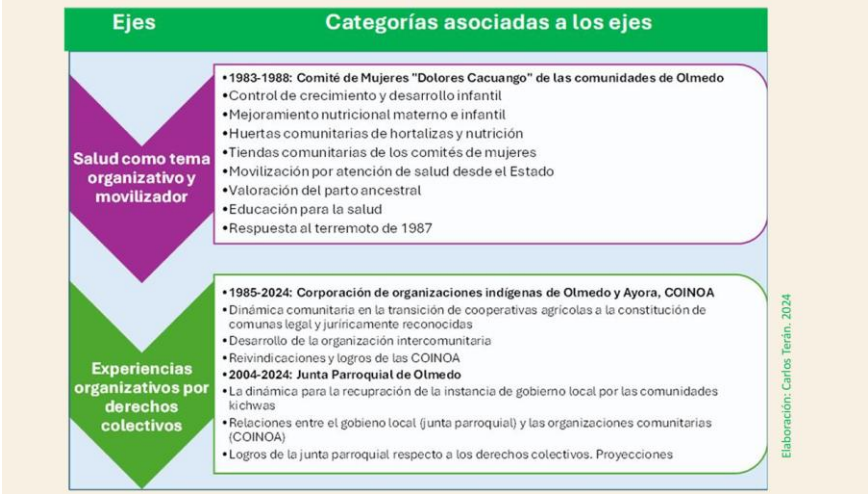 Ejes
Categorías asociadas a los ejes
Salud como tema
organizativo y
movilizador
•1983-1988: Comité de Mujeres "Dolores Cacuango" de las comunidades de Olmedo
•Control de crecimiento y desarrollo infantil
•Mejoramiento nutricional materno e infantil
•Huertas comunitarias de hortalizas y nutrición
•Tiendas comunitarias de los comités de mujeres
•Movilización por atención de salud desde el Estado
•Valoración del parto ancestral
•Educación para la salud
•Respuesta al terremoto de 1987
Experiencias
organizativos por
derechos
colectivos
•1985-2024: Corporación de organizaciones indígenas de Olmedo y Ayora, COINOA
•Dinámica comunitaria en la transición de cooperativas agrícolas a la constitución de
comunas legal y juríricamente reconocidas
•Desarrollo de la organización intercomunitaria
•Reivindicaciones y logros de las COINOA
•2004-2024: Junta Parroquial de Olmedo
•La dinámica para la recupración de la instancia de gobierno local por las comunidades
kichwas
•Relaciones entre el gobieno local (junta parroquial) y las organizaciones comunitarias
(COINOA)
•Logros de la junta parroquial respecto a los derechos colectivos. Proyecciones
Elaboración: Carlos Terán. 2024